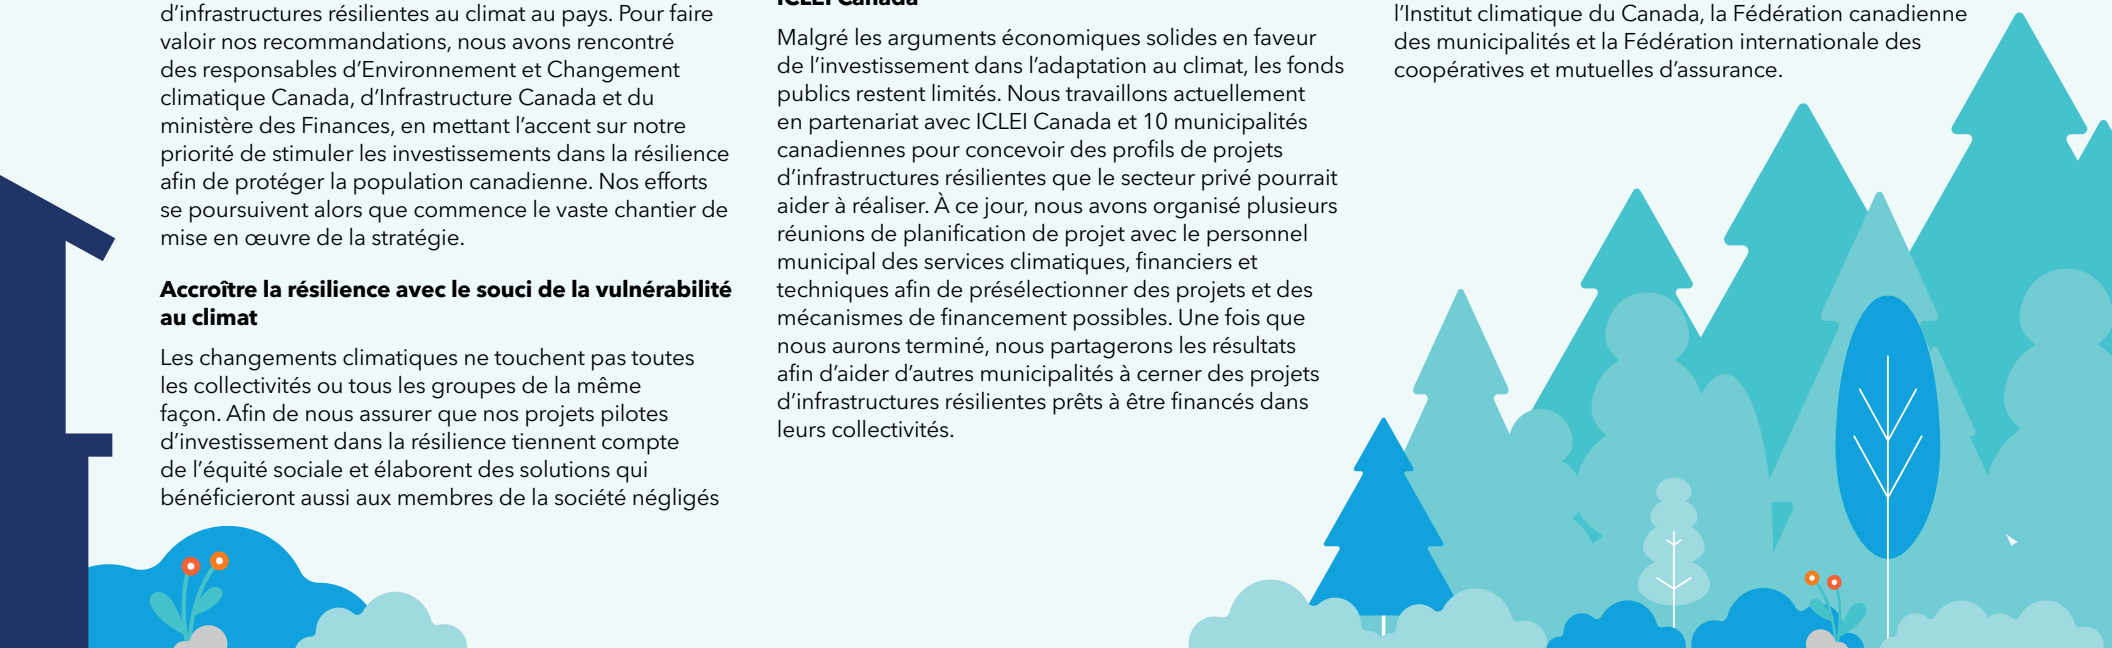 d’infrastructures résilientes au climat au pays. Pour faire
valoir nos recommandations, nous avons rencontré
des responsables d’Environnement et Changement
climatique Canada, d’Infrastructure Canada et du
ministère des Finances, en mettant l’accent sur notre
priorité de stimuler les investissements dans la résilience
afin de protéger la population canadienne. Nos efforts
se poursuivent alors que commence le vaste chantier de
mise en œuvre de la stratégie.
Accroître la résilience avec le souci de la vulnérabilité
au climat
Les changements climatiques ne touchent pas toutes
les collectivités ou tous les groupes de la même
façon. Afin de nous assurer que nos projets pilotes
d’investissement dans la résilience tiennent compte
de l’équité sociale et élaborent des solutions qui
bénéficieront aussi aux membres de la société négligés
ICLEI Canada
Malgré les arguments économiques solides en faveur
de l’investissement dans l’adaptation au climat, les fonds
publics restent limités. Nous travaillons actuellement
en partenariat avec ICLEI Canada et 10 municipalités
canadiennes pour concevoir des profils de projets
d’infrastructures résilientes que le secteur privé pourrait
aider à réaliser. À ce jour, nous avons organisé plusieurs
réunions de planification de projet avec le personnel
municipal des services climatiques, financiers et
techniques afin de présélectionner des projets et des
mécanismes de financement possibles. Une fois que
nous aurons terminé, nous partagerons les résultats
afin d’aider d’autres municipalités à cerner des projets
d’infrastructures résilientes prêts à être financés dans
leurs collectivités.
l’Institut climatique du Canada, la Fédération canadienne
des municipalités et la Fédération internationale des
coopératives et mutuelles d’assurance.